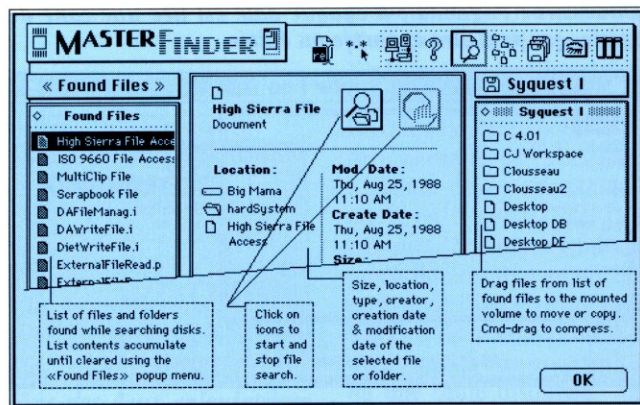 MASTERFINDER
*.*
?
« Found Files »
Found Files
High Sierra File Acce
ISO 9660 File Access
MultiClip File
Scrapbook File
DAFileManag.i
DAWriteFile.i
DietWriteFile.i
ExternalFileRead.p
High Sierra File
Document
Location:
Big Mama
hardSystem
High Sierra File
Access
Mod. Date:
Thu, Aug 25, 1988
11:10 AM
Create Date:
Thu, Aug 25, 1988
11:10 AM
Size:
Syquest I
Syquest I
C 4.01
CJ Workspace
Clousseau
Clousseau2
Desktop
Desktop DB
Desktop DF
List of files and folders
found while searching disks.
List contents accumulate
until cleared using the
«Found Files» popup menu.
Click on
icons to
start and
stop file
search.
Size, location,
type, creator,
creation date
& modification
date of the
selected file
or folder.
Drag files from list of
found files to the mounted
volume to move or copy.
Cmd-drag to compress.
OK